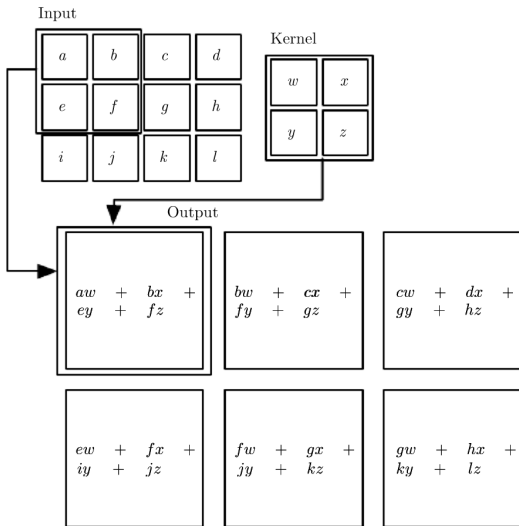 Input
Kernel
a b c d
w x
e f g h
y z
i j k l
Output
aw + bx +
ey + fz
bw + cx +
fy + gz
cw + dx +
gy + hz
ew + fx +
iy + jz
fw + gx +
jy + kz
gw + hx +
ky + lz